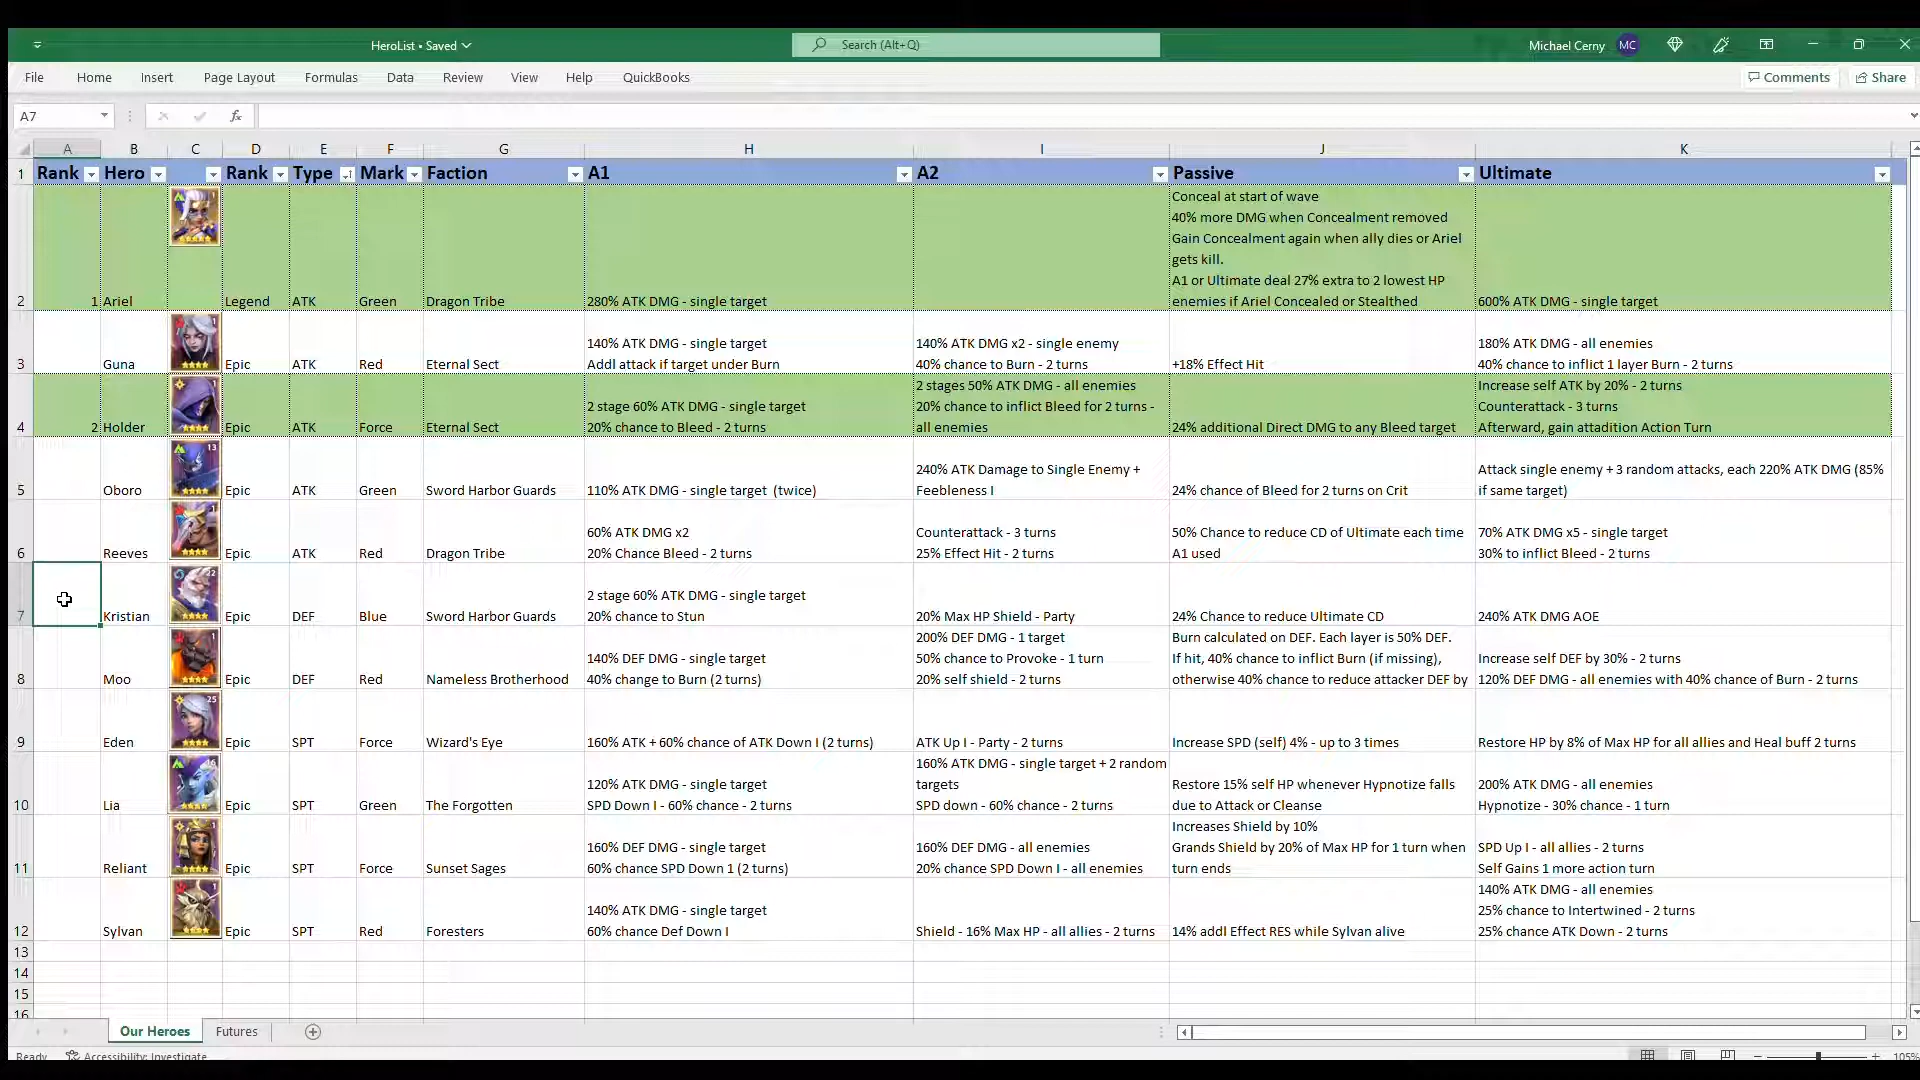 HeroList • Saved
Search (Alt+Q)
Michael Cerny MC
File Home Insert Page Layout Formulas Data Review View Help QuickBooks
Comments Share
A7 fx
A B C D E F G H I J K
1 Rank Hero Rank Type Mark Faction A1 A2 Passive Ultimate
Conceal at start of wave
40% more DMG when Concealment removed
Gain Concealment again when ally dies or Ariel
gets kill.
A1 or Ultimate deal 27% extra to 2 lowest HP
2 1 Ariel Legend ATK Green Dragon Tribe 280% ATK DMG - single target enemies if Ariel Concealed or Stealthed 600% ATK DMG - single target
1
140% ATK DMG - single target 140% ATK DMG x2 - single enemy 180% ATK DMG - all enemies
3 Guna Epic ATK Red Eternal Sect Addl attack if target under Burn 40% chance to Burn - 2 turns +18% Effect Hit 40% chance to inflict 1 layer Burn - 2 turns
1
2 stages 50% ATK DMG - all enemies Increase self ATK by 20% - 2 turns
2 stage 60% ATK DMG - single target 20% chance to inflict Bleed for 2 turns - Counterattack - 3 turns
4 2 Holder Epic ATK Force Eternal Sect 20% chance to Bleed - 2 turns all enemies 24% additional Direct DMG to any Bleed target Afterward, gain attadition Action Turn
13
240% ATK Damage to Single Enemy + Attack single enemy + 3 random attacks, each 220% ATK DMG (85%
5 Oboro Epic ATK Green Sword Harbor Guards 110% ATK DMG - single target (twice) Feebleness I 24% chance of Bleed for 2 turns on Crit if same target)
1
60% ATK DMG x2 Counterattack - 3 turns 50% Chance to reduce CD of Ultimate each time 70% ATK DMG x5 - single target
6 Reeves Epic ATK Red Dragon Tribe 20% Chance Bleed - 2 turns 25% Effect Hit - 2 turns A1 used 30% to inflict Bleed - 2 turns
22
2 stage 60% ATK DMG - single target
7 Kristian Epic DEF Blue Sword Harbor Guards 20% chance to Stun 20% Max HP Shield - Party 24% Chance to reduce Ultimate CD 240% ATK DMG AOE
1
200% DEF DMG - 1 target Burn calculated on DEF. Each layer is 50% DEF.
140% DEF DMG - single target 50% chance to Provoke - 1 turn If hit, 40% chance to inflict Burn (if missing), Increase self DEF by 30% - 2 turns
8 Moo Epic DEF Red Nameless Brotherhood 40% change to Burn (2 turns) 20% self shield - 2 turns otherwise 40% chance to reduce attacker DEF by 120% DEF DMG - all enemies with 40% chance of Burn - 2 turns
25
9 Eden Epic SPT Force Wizard's Eye 160% ATK + 60% chance of ATK Down I (2 turns) ATK Up I - Party - 2 turns Increase SPD (self) 4% - up to 3 times Restore HP by 8% of Max HP for all allies and Heal buff 2 turns
16
160% ATK DMG - single target + 2 random
120% ATK DMG - single target targets Restore 15% self HP whenever Hypnotize falls 200% ATK DMG - all enemies
10 Lia Epic SPT Green The Forgotten SPD Down I - 60% chance - 2 turns SPD down - 60% chance - 2 turns due to Attack or Cleanse Hypnotize - 30% chance - 1 turn
1
Increases Shield by 10%
160% DEF DMG - single target 160% DEF DMG - all enemies Grands Shield by 20% of Max HP for 1 turn when SPD Up I - all allies - 2 turns
11 Reliant Epic SPT Force Sunset Sages 60% chance SPD Down 1 (2 turns) 20% chance SPD Down I - all enemies turn ends Self Gains 1 more action turn
1
140% ATK DMG - all enemies
140% ATK DMG - single target 25% chance to Intertwined - 2 turns
12 Sylvan Epic SPT Red Foresters 60% chance Def Down I Shield - 16% Max HP - all allies - 2 turns 14% addl Effect RES while Sylvan alive 25% chance ATK Down - 2 turns
13
14
15
16
Our Heroes Futures
Ready Accessibility: Investigate 105%